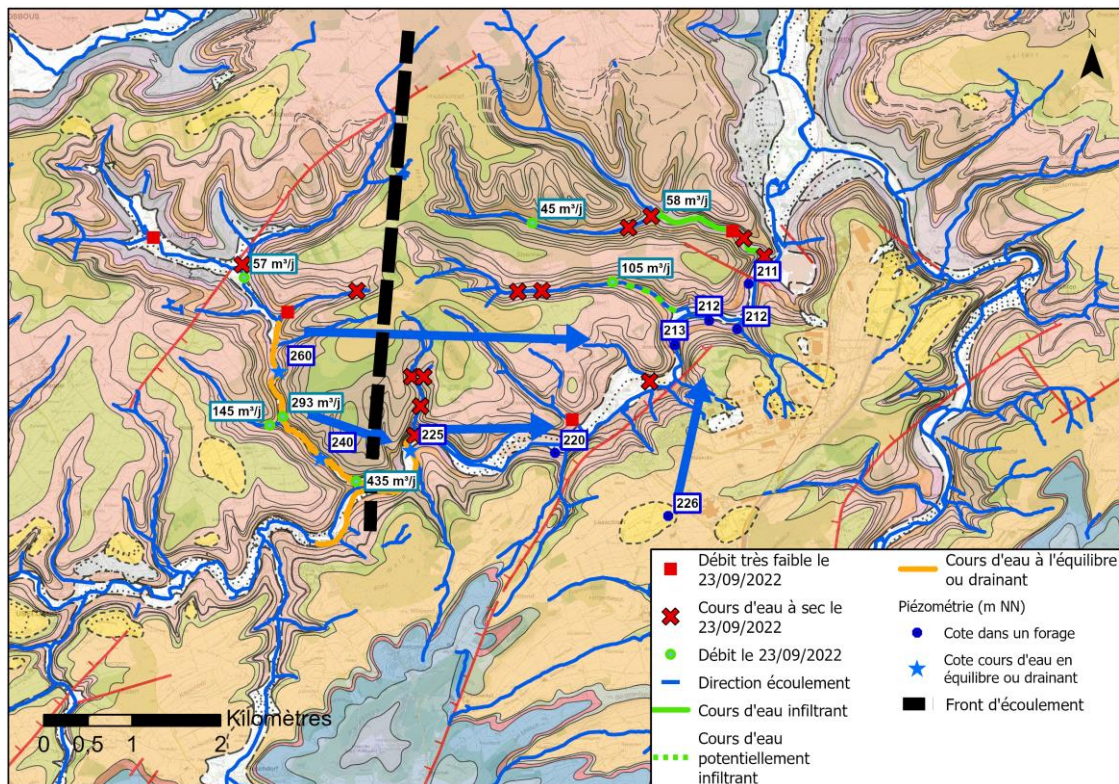 N
58 m³/j
45 m³/j
57 m³/j
105 m³/j
211
212
212
213
260
293 m³/j
145 m³/j
240
225
220
435 m³/j
226
Kilomètres
0 0,5 1 2
Débit très faible le
23/09/2022
Cours d'eau à sec le
23/09/2022
Débit le 23/09/2022
Direction écoulement
Cours d'eau infiltrant
Cours d'eau
potentiellement
infiltrant
Cours d'eau à l'équilibre
ou drainant
Piézométrie (m NN)
Cote dans un forage
Cote cours d'eau en
équilibre ou drainant
Front d'écoulement